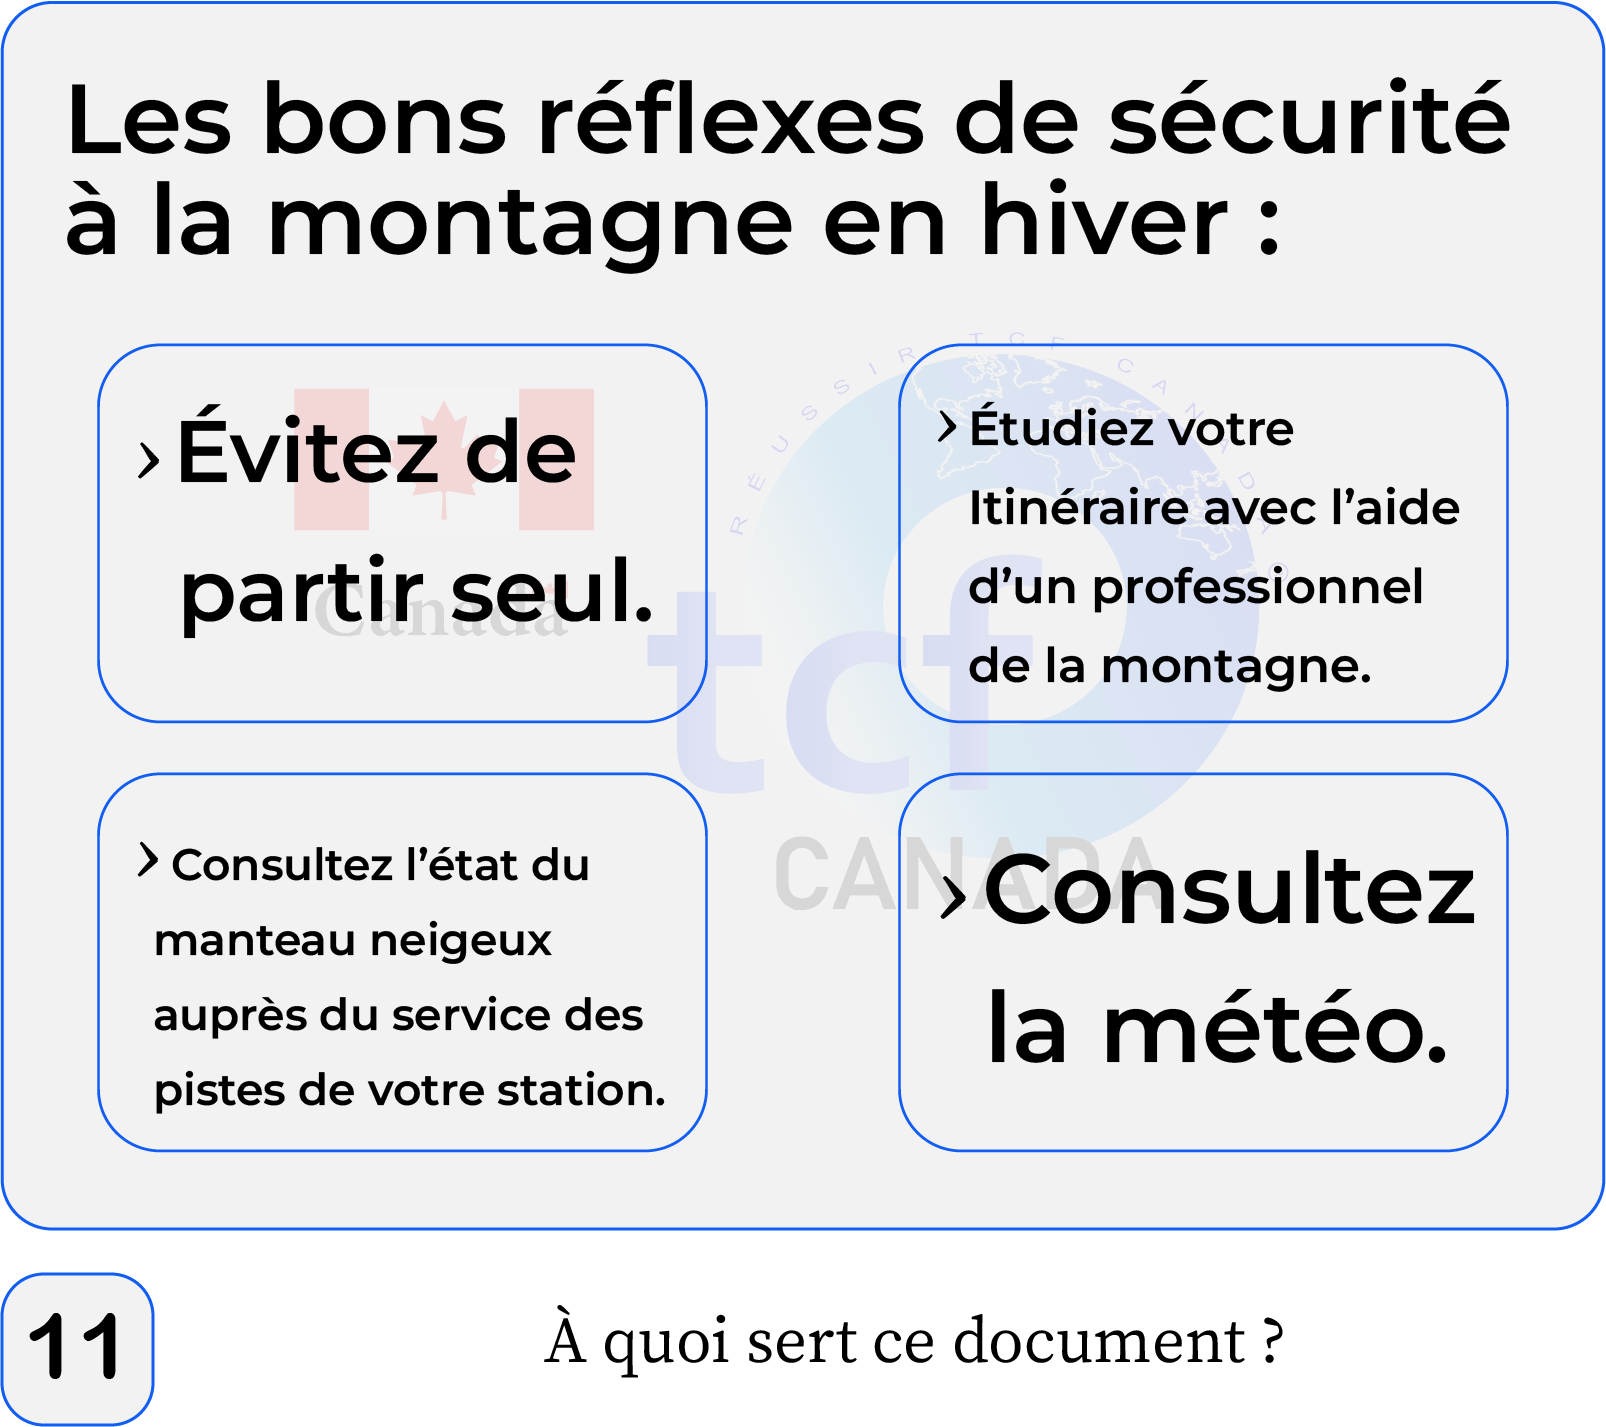 Les bons réflexes de sécurité
à la montagne en hiver :
› Évitez de
partir seul.
› Étudiez votre
Itinéraire avec l’aide
d’un professionnel
de la montagne.
› Consultez l’état du
manteau neigeux
auprès du service des
pistes de votre station.
› Consultez
la météo.
RÉUSSIR TCF CANADA ©
Canada
tcf
CANADA
11
À quoi sert ce document ?